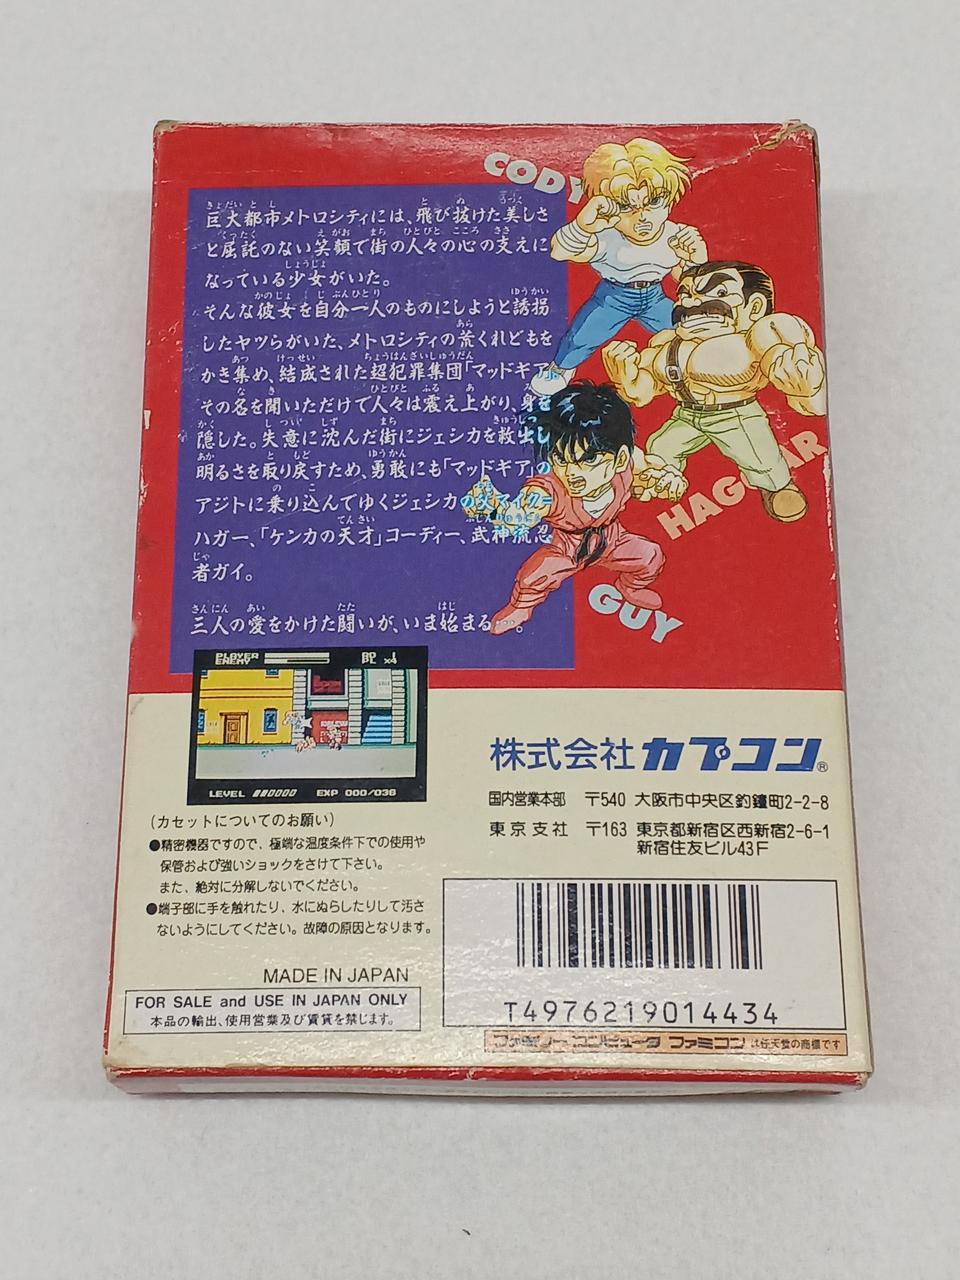 CODY
HAGGAR
GUY
巨大都市メトロシティには、飛び抜けた美しさ
と屈託のない笑顔で街の人々の心の支えに
なっている少女がいた。
そんな彼女を自分一人のものにしようと誘拐
したヤツらがいた、メトロシティの荒くれどもを
かき集め、結成された超犯罪集団「マッドギア」。
その名を聞いただけで人々は震え上がり、身を
隠した。失意に沈んだ街にジェシカを救出し
明るさを取り戻すため、勇敢にも「マッドギア」の
アジトに乗り込んでゆくジェシカの父マイク=
ハガー、「ケンカの天才」コーディー、武神流忍
者ガイ。
三人の愛をかけた闘いが、いま始まる…。
PLAYER
ENEMY
x4
LEVEL
EXP 000/036
(カセットについてのお願い)
●精密機器ですので、極端な温度条件下での使用や
保管および強いショックをさけて下さい。
また、絶対に分解しないでください。
●端子部に手を触れたり、水にぬらしたりして汚さ
ないようにしてください。故障の原因となります。
MADE IN JAPAN
FOR SALE and USE IN JAPAN ONLY
本品の輸出、使用営業及び賃貸を禁じます。
株式会社カプコン®
国内営業本部 〒540 大阪市中央区釣鐘町2-2-8
東京支社 〒163 東京都新宿区西新宿2-6-1
新宿住友ビル43F
T4976219014434
ファミリーコンピュータ ファミコン は任天堂の商標です